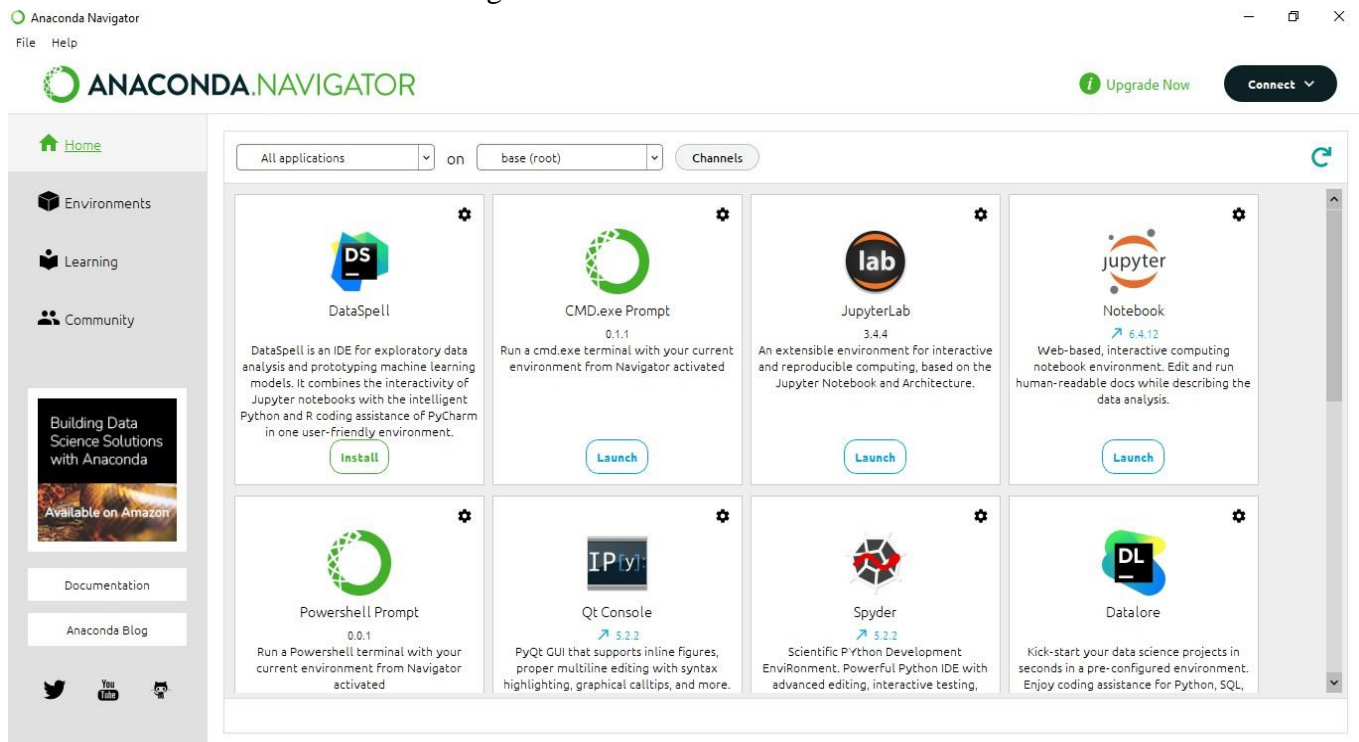 Anaconda Navigator
File Help
ANACONDA.NAVIGATOR
Upgrade Now
Connect
Home
Environments
Learning
Community
Building Data
Science Solutions
with Anaconda
Available on Amazon
Documentation
Anaconda Blog
You
Tube
All applications on base (root) Channels
DS
DataSpell
DataSpell is an IDE for exploratory data
analysis and prototyping machine learning
models. It combines the interactivity of
Jupyter notebooks with the intelligent
Python and R coding assistance of PyCharm
in one user-friendly environment.
Install
CMD.exe Prompt
0.1.1
Run a cmd.exe terminal with your current
environment from Navigator activated
Launch
lab
JupyterLab
3.4.4
An extensible environment for interactive
and reproducible computing, based on the
Jupyter Notebook and Architecture.
Launch
jupyter
Notebook
6.4.12
Web-based, interactive computing
notebook environment. Edit and run
human-readable docs while describing the
data analysis.
Launch
Powershell Prompt
0.0.1
Run a Powershell terminal with your
current environment from Navigator
activated
IP[y]:
Qt Console
5.2.2
PyQt GUI that supports inline figures,
proper multiline editing with syntax
highlighting, graphical calltips, and more.
Spyder
5.2.2
Scientific PYthon Development
EnviRonment. Powerful Python IDE with
advanced editing, interactive testing,
DL
Datalore
Kick-start your data science projects in
seconds in a pre-configured environment.
Enjoy coding assistance for Python, SQL,